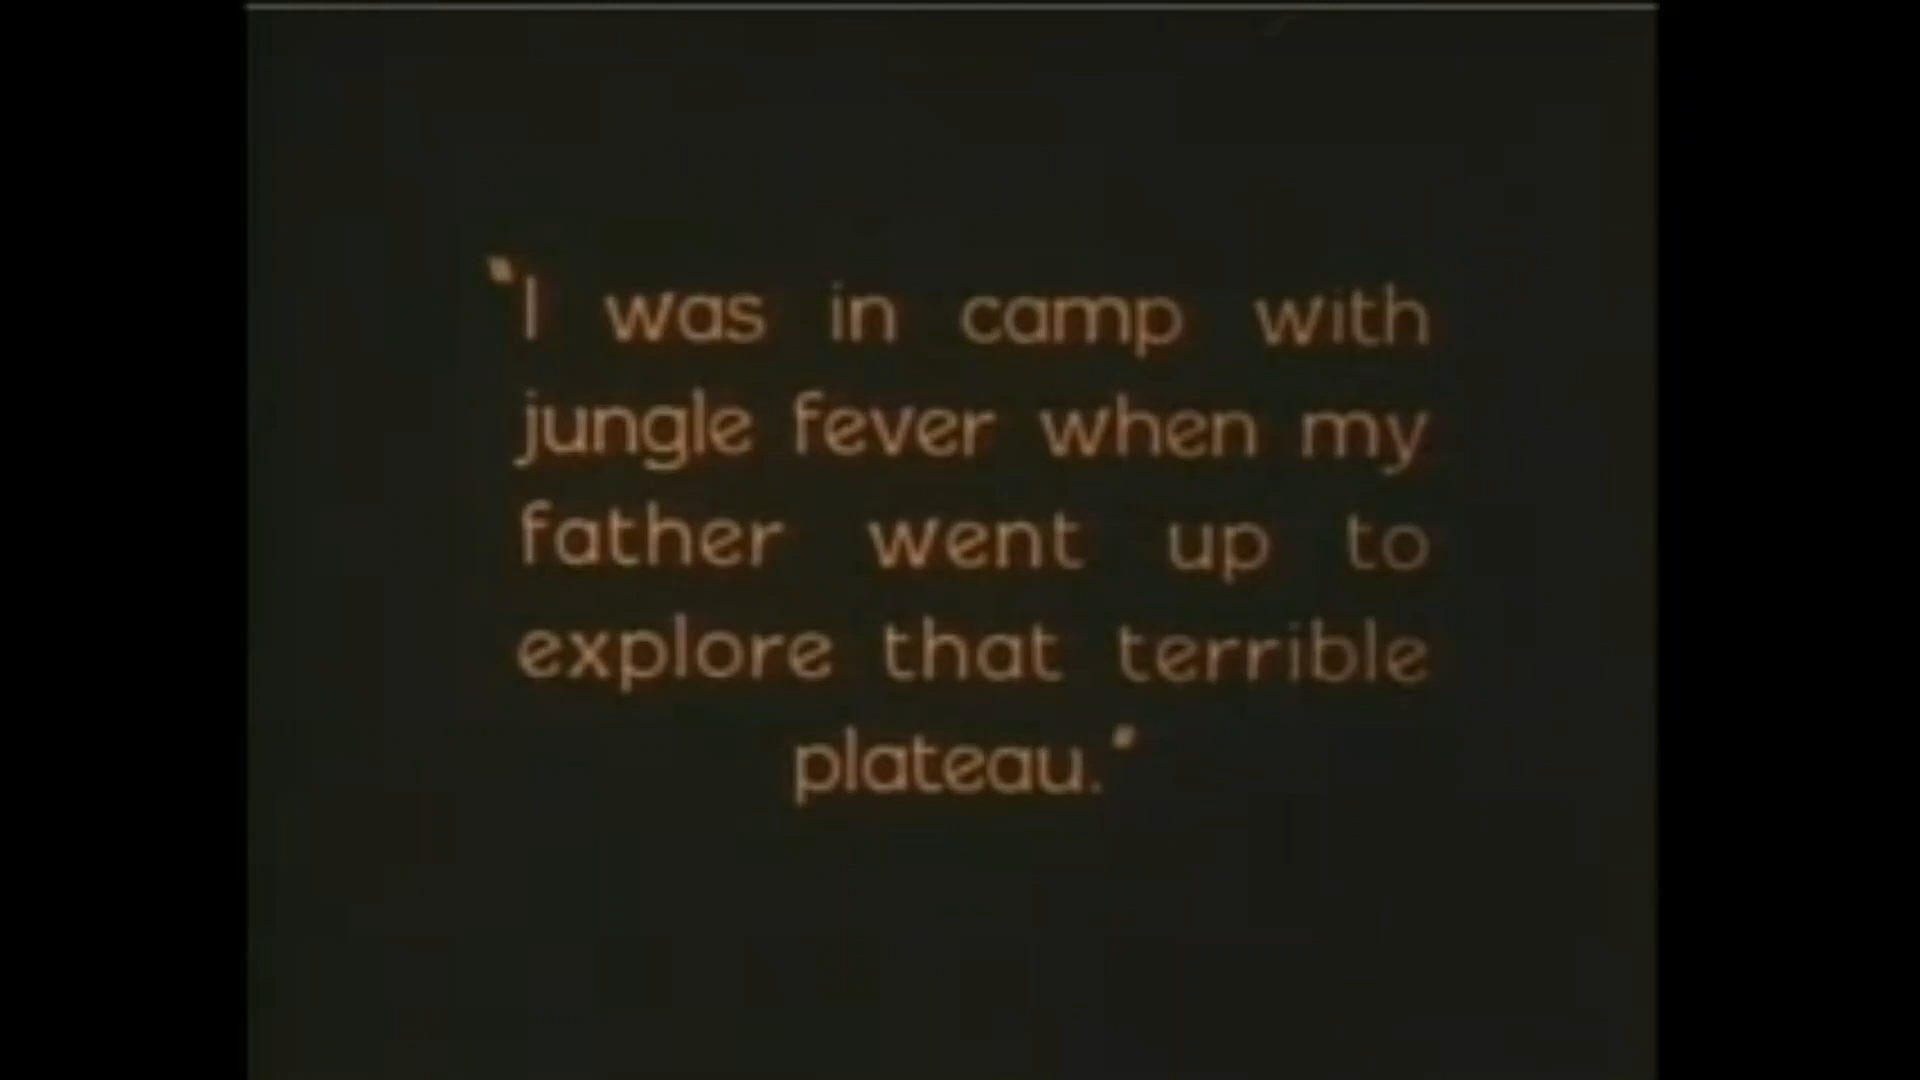 "I was in camp with
jungle fever when my
father went up to
explore that terrible
plateau."